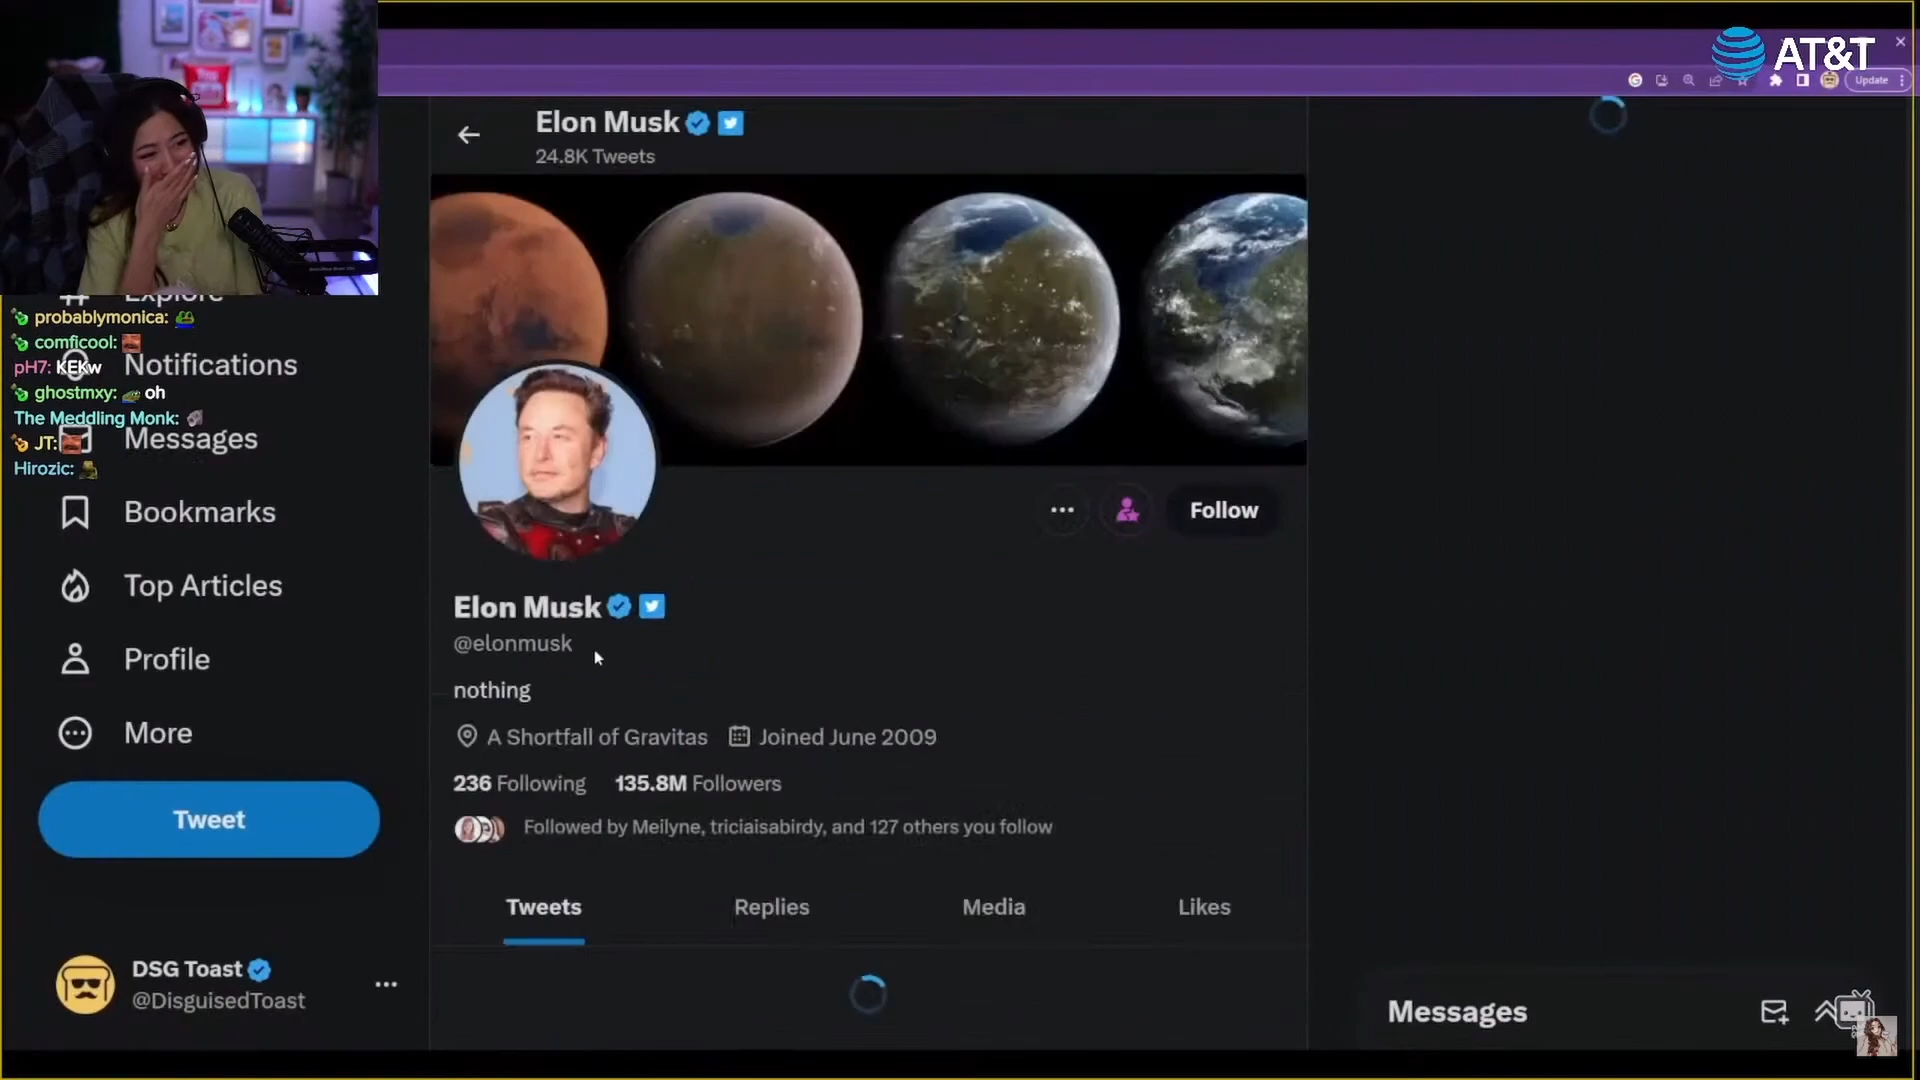 AT&T
Update
Elon Musk
24.8K Tweets
Explore
probablymonica:
comficool:
pH7: KEKw
Notifications
ghostmxy: oh
The Meddling Monk:
JT:
Messages
Hirozic:
Bookmarks
Follow
Top Articles
Elon Musk
@elonmusk
Profile
nothing
More
A Shortfall of Gravitas Joined June 2009
236 Following 135.8M Followers
Tweet
Followed by Meilyne, triciaisabirdy, and 127 others you follow
Tweets Replies Media Likes
DSG Toast
@DisguisedToast
Messages